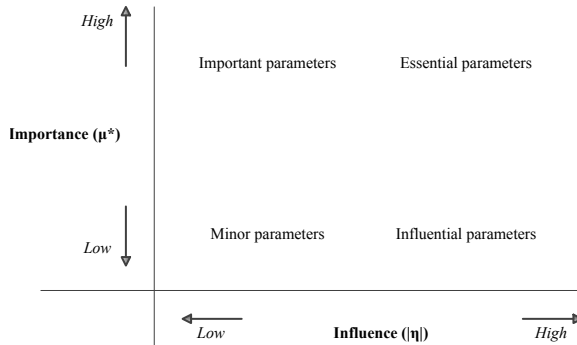 High
Important parameters Essential parameters
Importance (μ*)
Minor parameters Influential parameters
Low
Low Influence (|η|) High